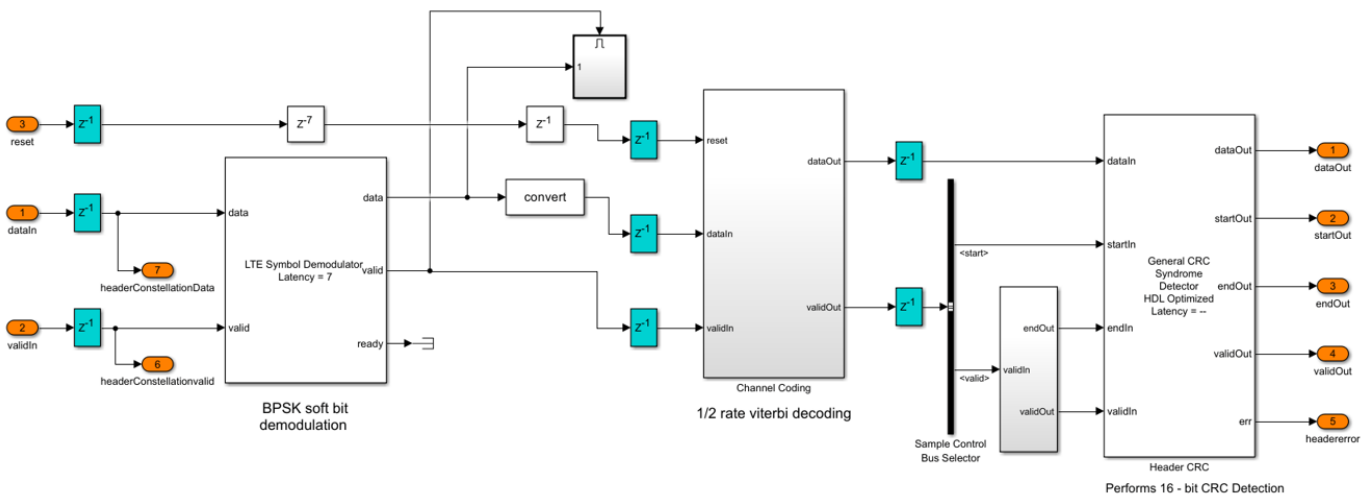 1
3
reset
Z-1
Z-7
Z-1
Z-1
reset
dataOut
Z-1
dataIn
dataOut
1
dataOut
1
dataIn
Z-1
data
data
convert
Z-1
dataIn
<start>
startIn
startOut
2
startOut
7
headerConstellationData
LTE Symbol Demodulator
Latency = 7
valid
General CRC
Syndrome
Detector
HDL Optimized
Latency = --
endOut
3
endOut
2
validIn
Z-1
valid
Z-1
validIn
validOut
Z-1
endOut
endIn
6
headerConstellationvalid
ready
<valid>
validIn
validOut
4
validOut
validOut
validIn
err
5
headererror
Channel Coding
BPSK soft bit
demodulation
1/2 rate viterbi decoding
Sample Control
Bus Selector
Header CRC
Performs 16 - bit CRC Detection